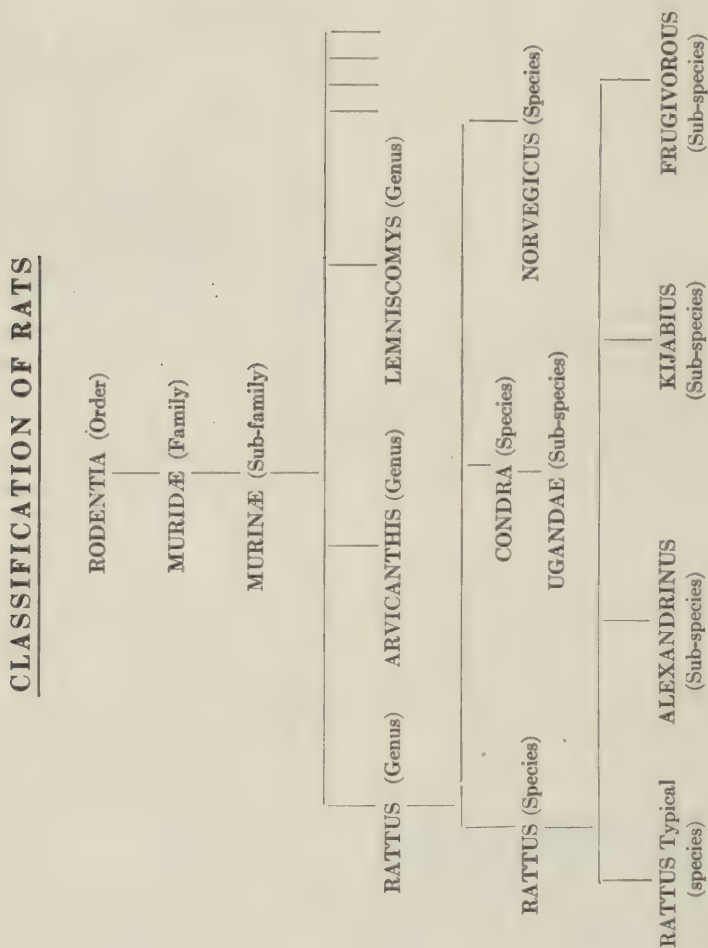 CLASSIFICATION OF RATS
RODENTIA (Order)
MURIDÆ (Family)
MURINÆ (Sub-family)
RATTUS (Genus)
ARVICANTHIS (Genus)
LEMNISCOMYS (Genus)
RATTUS (Species)
CONDRA (Species)
NORVEGICUS (Species)
UGANDAE (Sub-species)
RATTUS Typical
(species)
ALEXANDRINUS
(Sub-species)
KIJABIUS
(Sub-species)
FRUGIVOROUS
(Sub-species)